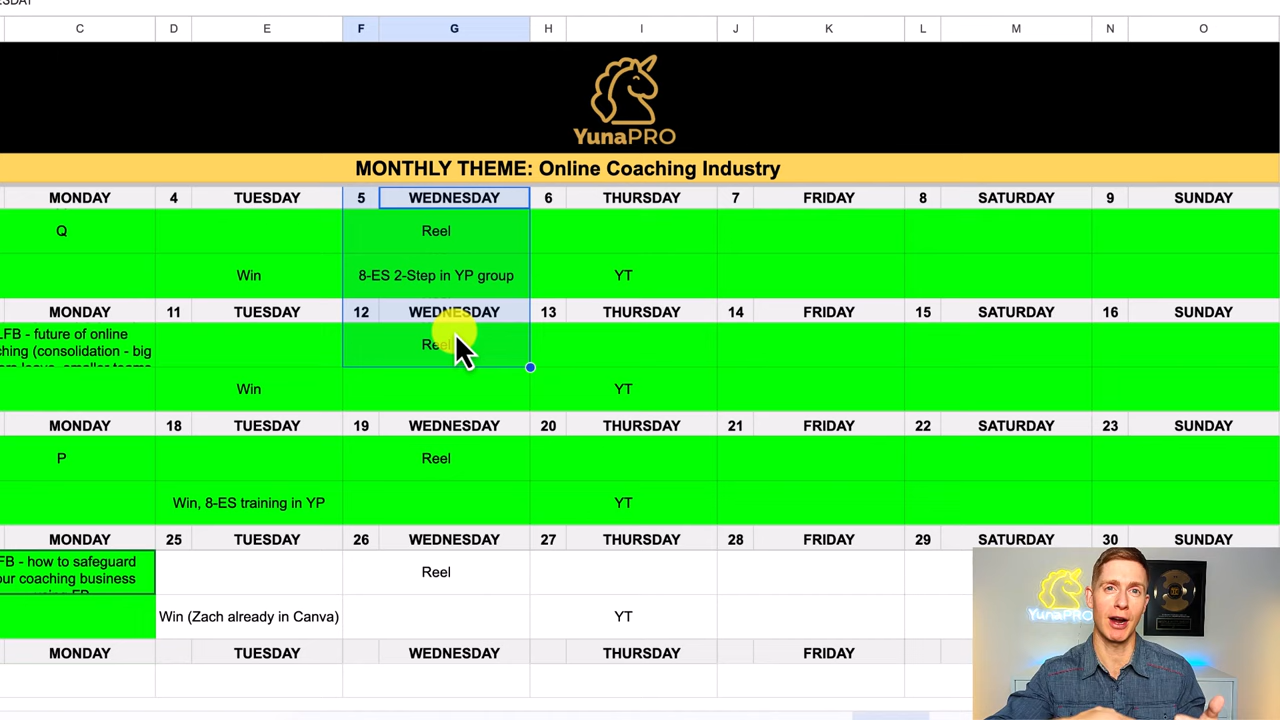 C D E F G H I J K L M N O
YunaPRO
MONTHLY THEME: Online Coaching Industry
MONDAY 4 TUESDAY 5 WEDNESDAY 6 THURSDAY 7 FRIDAY 8 SATURDAY 9 SUNDAY
Q Reel
Win 8-ES 2-Step in YP group YT
MONDAY 11 TUESDAY 12 WEDNESDAY 13 THURSDAY 14 FRIDAY 15 SATURDAY 16 SUNDAY
LFB - future of online
ching (consolidation - big
Reel
Win YT
MONDAY 18 TUESDAY 19 WEDNESDAY 20 THURSDAY 21 FRIDAY 22 SATURDAY 23 SUNDAY
P Reel
Win, 8-ES training in YP YT
MONDAY 25 TUESDAY 26 WEDNESDAY 27 THURSDAY 28 FRIDAY 29 SATURDAY 30 SUNDAY
FB - how to safeguard
our coaching business
Reel
Win (Zach already in Canva) YT
YunaPRO
MONDAY TUESDAY WEDNESDAY THURSDAY FRIDAY